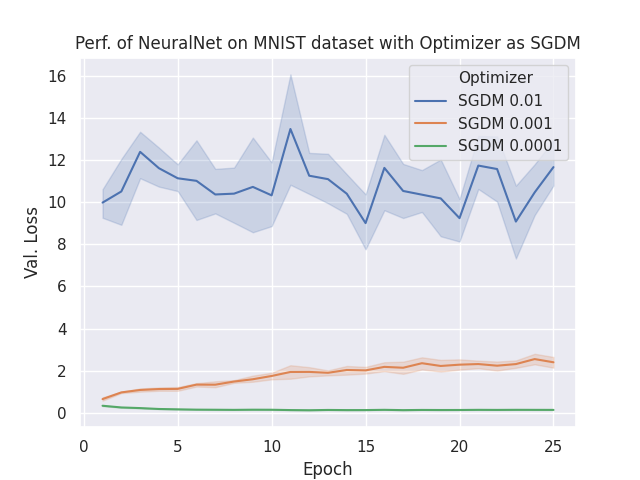 Perf. of NeuralNet on MNIST dataset with Optimizer as SGDM
Optimizer
SGDM 0.01
SGDM 0.001
SGDM 0.0001
Val. Loss
16
14
12
10
8
6
4
2
0
0
5
10
15
20
25
Epoch